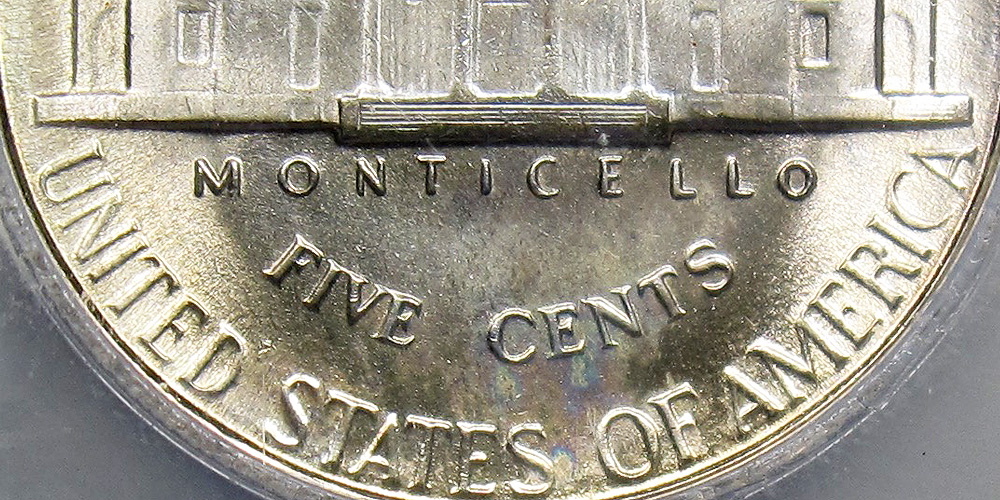 MONTICELLO
FIVE CENTS
UNITED STATES OF AMERICA